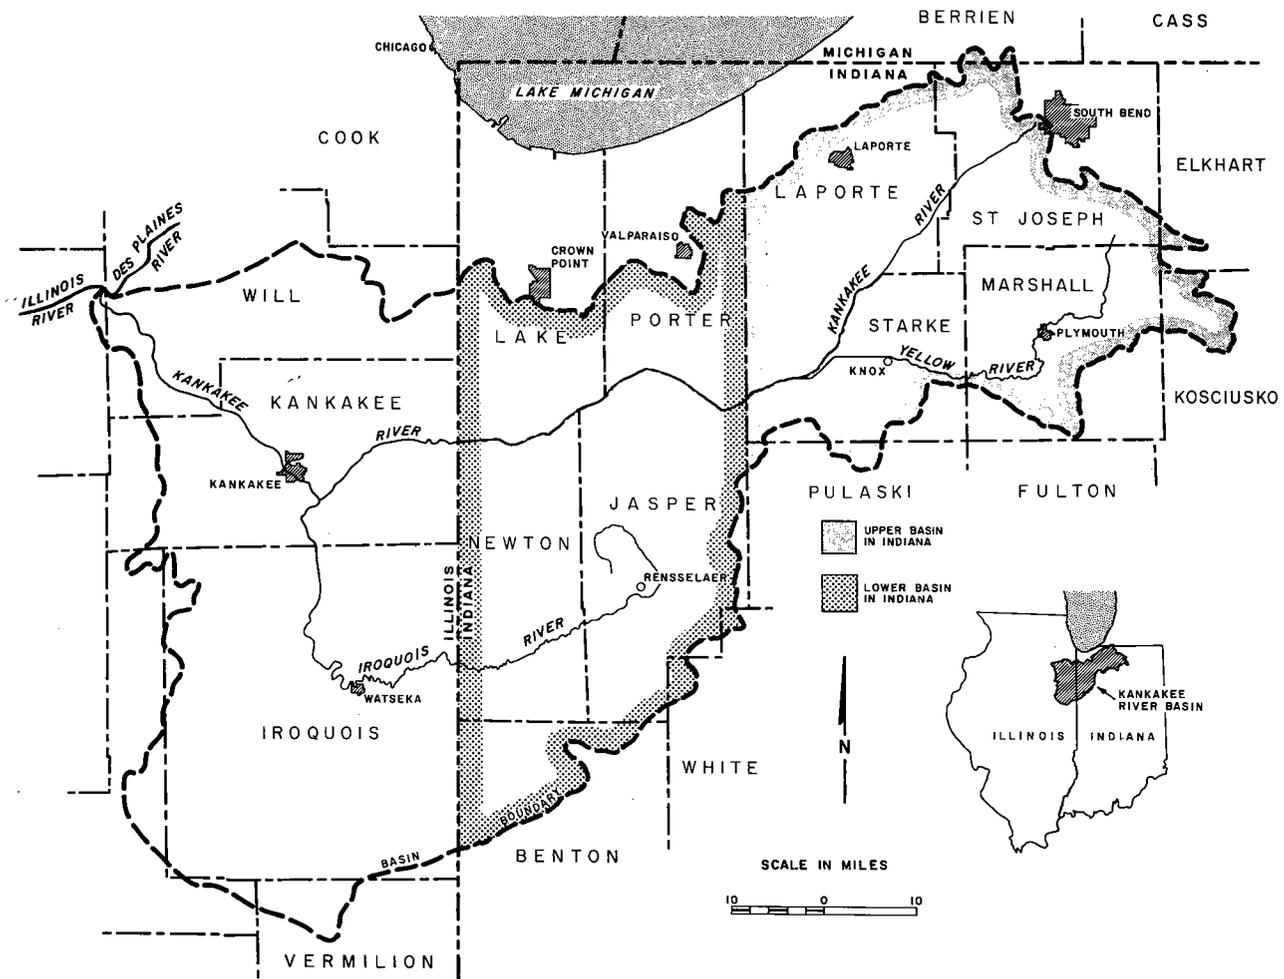 BERRIEN
CASS
CHICAGO
MICHIGAN
INDIANA
LAKE MICHIGAN
SOUTH BEND
COOK
LAPORTE
ELKHART
LAPORTE
RIVER
ST JOSEPH
DES PLAINES
RIVER
VALPARAISO
CROWN
POINT
ILLINOIS
RIVER
WILL
MARSHALL
KANKAKEE
LAKE
PORTER
STARKE
PLYMOUTH
YELLOW
RIVER
KNOX
KANKAKEE
KANKAKEE
KOSCIUSKO
RIVER
KANKAKEE
JASPER
PULASKI
FULTON
UPPER BASIN
IN INDIANA
NEWTON
RENSSELAER
LOWER BASIN
IN INDIANA
ILLINOIS
INDIANA
RIVER
IROQUOIS
WATSEKA
KANKAKEE
RIVER BASIN
IROQUOIS
ILLINOIS
INDIANA
N
WHITE
BOUNDARY
BASIN
BENTON
SCALE IN MILES
10 0 10
VERMILION